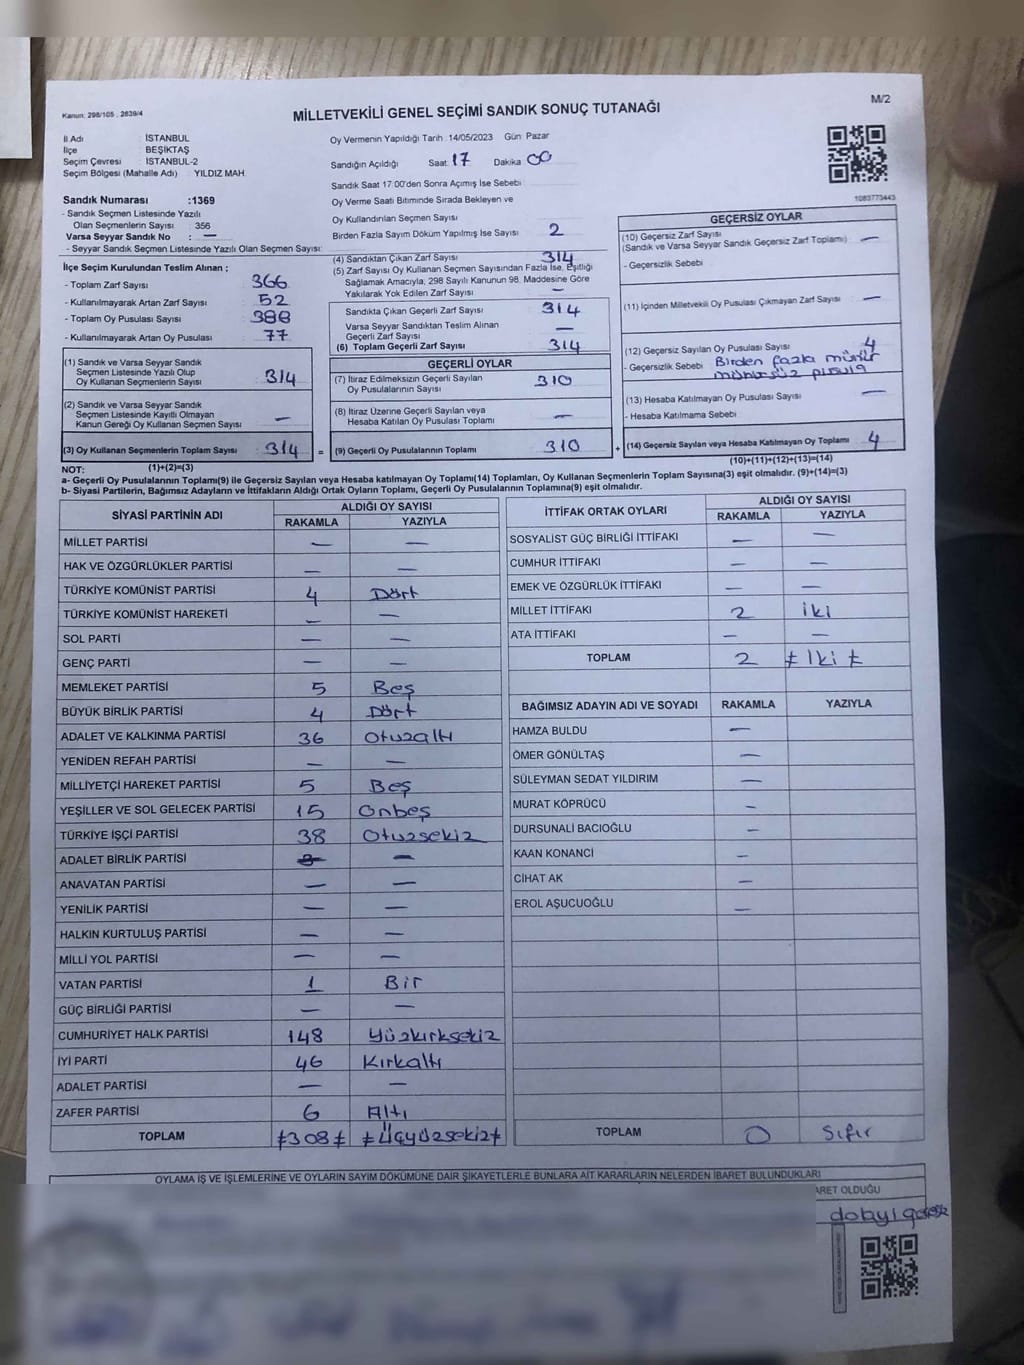 M/2
Kanun: 298/105 , 2839/4
MİLLETVEKİLİ GENEL SEÇİMİ SANDIK SONUÇ TUTANAĞI
İl Adı İSTANBUL
İlçe BEŞİKTAŞ
Seçim Çevresi İSTANBUL-2
Seçim Bölgesi (Mahalle Adı) YILDIZ MAH.
Sandık Numarası :1369
- Sandık Seçmen Listesinde Yazılı
Olan Seçmenlerin Sayısı : 356
Varsa Seyyar Sandık No : —
- Seyyar Sandık Seçmen Listesinde Yazılı Olan Seçmen Sayısı:
Oy Vermenin Yapıldığı Tarih :14/05/2023 Gün: Pazar
Sandığın Açıldığı Saat: 17 Dakika 00
Sandık Saat 17:00'den Sonra Açımış İse Sebebi
Oy Verme Saati Bitiminde Sırada Bekleyen ve
Oy Kullandırılan Seçmen Sayısı
Birden Fazla Sayım Döküm Yapılmış İse Sayısı 2
1083773443
İlçe Seçim Kurulundan Teslim Alınan ;
- Toplam Zarf Sayısı 366
- Kullanılmayarak Artan Zarf Sayısı 52
- Toplam Oy Pusulası Sayısı 388
- Kullanılmayarak Artan Oy Pusulası 77
(1) Sandık ve Varsa Seyyar Sandık
Seçmen Listesinde Yazılı Olup
Oy Kullanan Seçmenlerin Sayısı 314
(2) Sandık ve Varsa Seyyar Sandık
Seçmen Listesinde Kayıtlı Olmayan
Kanun Gereği Oy Kullanan Seçmen Sayısı —
(3) Oy Kullanan Seçmenlerin Toplam Sayısı 314 =
(1)+(2)=(3)
(4) Sandıktan Çıkan Zarf Sayısı 314
(5) Zarf Sayısı Oy Kullanan Seçmen Sayısından Fazla İse, Eşitliği
Sağlamak Amacıyla, 298 Sayılı Kanunun 98. Maddesine Göre
Yakılarak Yok Edilen Zarf Sayısı —
Sandıkta Çıkan Geçerli Zarf Sayısı 314
Varsa Seyyar Sandıktan Teslim Alınan
Geçerli Zarf Sayısı —
(6) Toplam Geçerli Zarf Sayısı 314
GEÇERLİ OYLAR
(7) İtiraz Edilmeksizin Geçerli Sayılan
Oy Pusulasının Sayısı 310
(8) İtiraz Üzerine Geçerli Sayılan veya
Hesaba Katılan Oy Pusulası Toplamı —
(9) Geçerli Oy Pusulalarının Toplamı 310 +
GEÇERSİZ OYLAR
(10) Geçersiz Zarf Sayısı
(Sandık ve Varsa Seyyar Sandık Geçersiz Zarf Toplamı) —
- Geçersizlik Sebebi
(11) İçinden Milletvekili Oy Pusulası Çıkmayan Zarf Sayısı —
(12) Geçersiz Sayılan Oy Pusulası Sayısı 4
- Geçersizlik Sebebi Birden fazla mühür
mühürsüz pusula
(13) Hesaba Katılmayan Oy Pusulası Sayısı —
- Hesaba Katılmama Sebebi
(14) Geçersiz Sayılan veya Hesaba Katılmayan Oy Toplamı 4
(10)+(11)+(12)+(13)=(14)
NOT:
a- Geçerli Oy Pusulalarının Toplamı(9) ile Geçersiz Sayılan veya Hesaba Katılmayan Oy Toplamı(14) Toplamları, Oy Kullanan Seçmenlerin Toplam Sayısına(3) eşit olmalıdır. (9)+(14)=(3)
b- Siyasi Partilerin, Bağımsız Adayların ve İttifakların Aldığı Ortak Oyların Toplamı, Geçerli Oy Pusulalarının Toplamına(9) eşit olmalıdır.
SİYASİ PARTİNİN ADI ALDIĞI OY SAYISI
RAKAMLA YAZIYLA
MİLLET PARTİSİ — —
HAK VE ÖZGÜRLÜKLER PARTİSİ — —
TÜRKİYE KOMÜNİST PARTİSİ 4 Dört
TÜRKİYE KOMÜNİST HAREKETİ — —
SOL PARTİ — —
GENÇ PARTİ — —
MEMLEKET PARTİSİ 5 Beş
BÜYÜK BİRLİK PARTİSİ 4 Dört
ADALET VE KALKINMA PARTİSİ 36 Otuzaltı
YENİDEN REFAH PARTİSİ — —
MİLLİYETÇİ HAREKET PARTİSİ 5 Beş
YEŞİLLER VE SOL GELECEK PARTİSİ 15 Onbeş
TÜRKİYE İŞÇİ PARTİSİ 38 Otuzsekiz
ADALET BİRLİK PARTİSİ — —
ANAVATAN PARTİSİ — —
YENİLİK PARTİSİ — —
HALKIN KURTULUŞ PARTİSİ — —
MİLLİ YOL PARTİSİ — —
VATAN PARTİSİ 1 Bir
GÜÇ BİRLİĞİ PARTİSİ — —
CUMHURİYET HALK PARTİSİ 148 Yüzkırksekiz
İYİ PARTİ 46 Kırkaltı
ADALET PARTİSİ — —
ZAFER PARTİSİ 6 Altı
TOPLAM ≠308≠ ≠Üçyüzsekiz≠
İTTİFAK ORTAK OYLARI ALDIĞI OY SAYISI
RAKAMLA YAZIYLA
SOSYALİST GÜÇ BİRLİĞİ İTTİFAKI — —
CUMHUR İTTİFAKI — —
EMEK VE ÖZGÜRLÜK İTTİFAKI — —
MİLLET İTTİFAKI 2 iki
ATA İTTİFAKI — —
TOPLAM 2 ≠ İki ≠
BAĞIMSIZ ADAYIN ADI VE SOYADI RAKAMLA YAZIYLA
HAMZA BULDU —
ÖMER GÖNÜLTAŞ —
SÜLEYMAN SEDAT YILDIRIM —
MURAT KÖPRÜCÜ —
DURSUNALİ BACIOĞLU —
KAAN KONANCİ —
CİHAT AK —
EROL AŞUCUOĞLU —
TOPLAM 0 Sıfır
OYLAMA İŞ VE İŞLEMLERİNE VE OYLARIN SAYIM DÖKÜMÜNE DAİR ŞİKAYETLERLE BUNLARA AİT KARARLARIN NELERDEN İBARET BULUNDUKLARI
ARET OLDUĞU